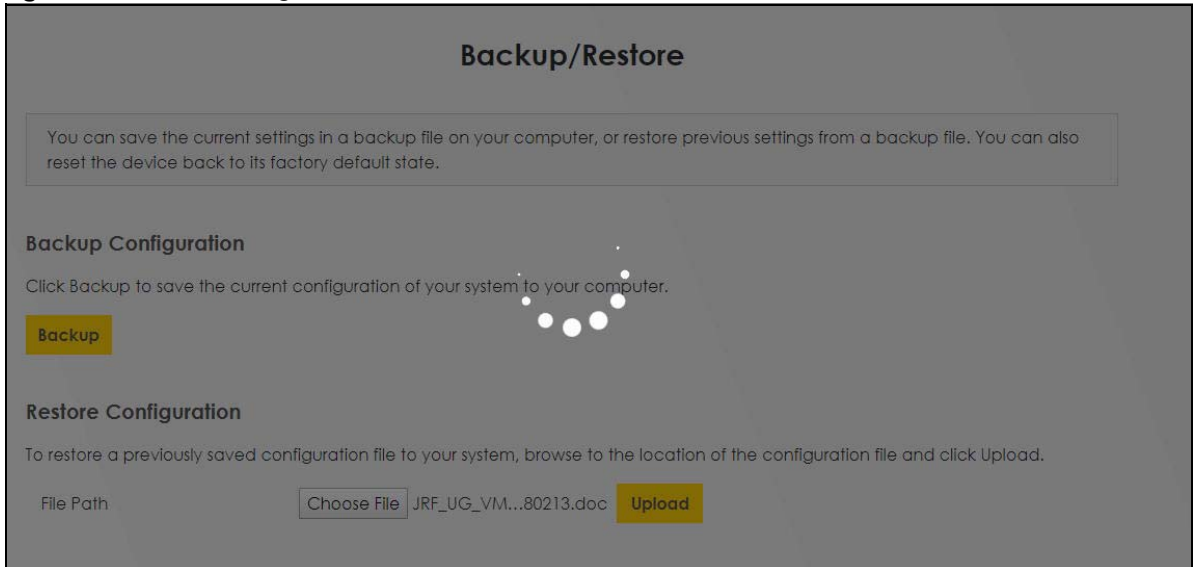 Backup/Restore
You can save the current settings in a backup file on your computer, or restore previous settings from a backup file. You can also
reset the device back to its factory default state.
Backup Configuration
Click Backup to save the current configuration of your system to your computer.
Backup
Restore Configuration
To restore a previously saved configuration file to your system, browse to the location of the configuration file and click Upload.
File Path Choose File JRF_UG_VM...80213.doc Upload